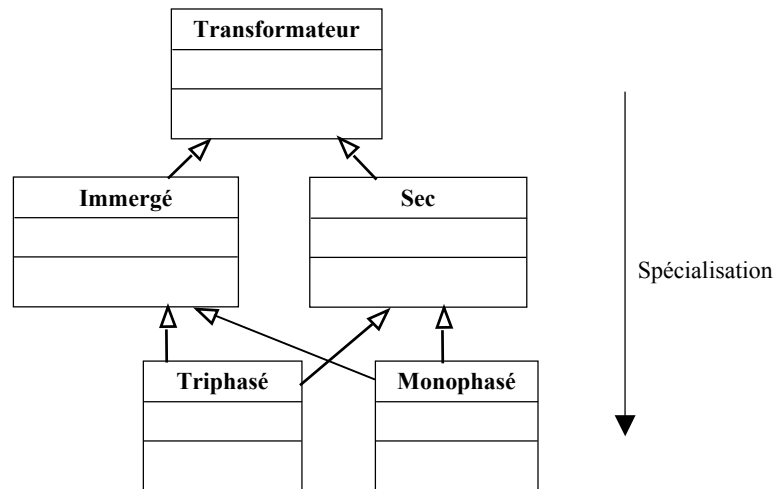 Transformateur
Immergé
Sec
Spécialisation
Triphasé
Monophasé